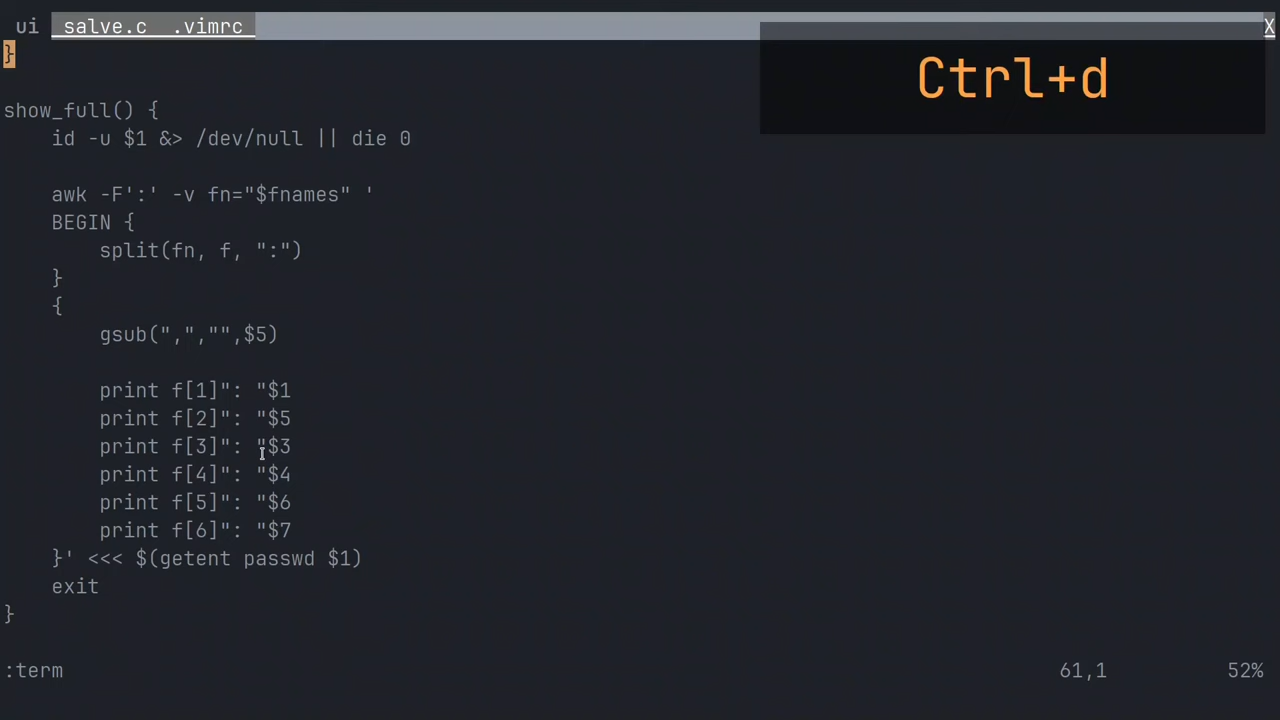 ui salve.c .vimrc X
Ctrl+d
}
show_full() {
id -u $1 &> /dev/null || die 0
awk -F':' -v fn="$fnames" '
BEGIN {
split(fn, f, ":")
}
{
gsub(",","",$5)
print f[1]": "$1
print f[2]": "$5
print f[3]": "$3
print f[4]": "$4
print f[5]": "$6
print f[6]": "$7
}' <<< $(getent passwd $1)
exit
}
:term 61,1 52%